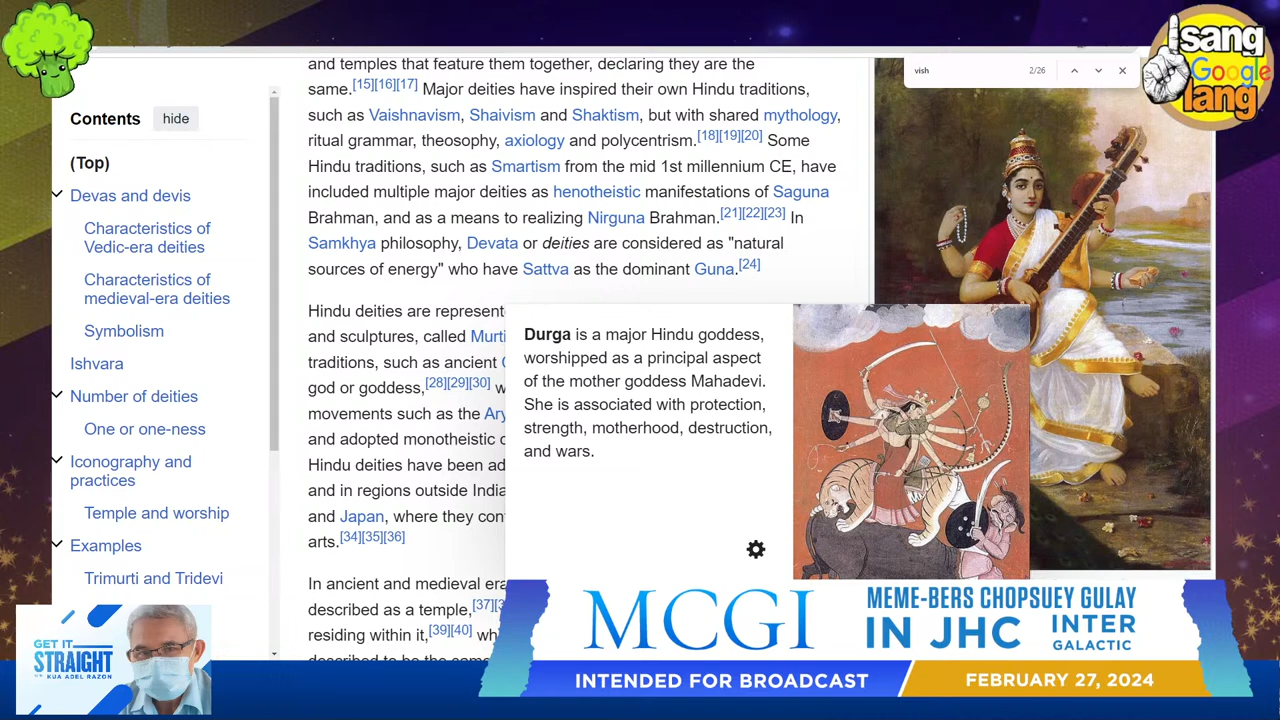 and temples that feature them together, declaring they are the
same.[15][16][17] Major deities have inspired their own Hindu traditions,
such as Vaishnavism, Shaivism and Shaktism, but with shared mythology,
ritual grammar, theosophy, axiology and polycentrism.[18][19][20] Some
Hindu traditions, such as Smartism from the mid 1st millennium CE, have
included multiple major deities as henotheistic manifestations of Saguna
Brahman, and as a means to realizing Nirguna Brahman.[21][22][23] In
Samkhya philosophy, Devata or deities are considered as "natural
sources of energy" who have Sattva as the dominant Guna.[24]
Hindu deities are represent
and sculptures, called Murti
traditions, such as ancient
god or goddess,[28][29][30] w
movements such as the Ary
and adopted monotheistic
Hindu deities have been ad
and in regions outside India
and Japan, where they con
arts.[34][35][36]
In ancient and medieval era
described as a temple,[37]
residing within it,[39][40] wh
Contents hide
(Top)
Devas and devis
Characteristics of
Vedic-era deities
Characteristics of
medieval-era deities
Symbolism
Ishvara
Number of deities
One or one-ness
Iconography and
practices
Temple and worship
Examples
Trimurti and Tridevi
vish 2/26
Isang
Google
lang
Durga is a major Hindu goddess,
worshipped as a principal aspect
of the mother goddess Mahadevi.
She is associated with protection,
strength, motherhood, destruction,
and wars.
GET IT
STRAIGHT
KUYA ADEL RAZON
MCGI
MEME-BERS CHOPSUEY GULAY
IN JHC INTER
GALACTIC
INTENDED FOR BROADCAST
FEBRUARY 27, 2024